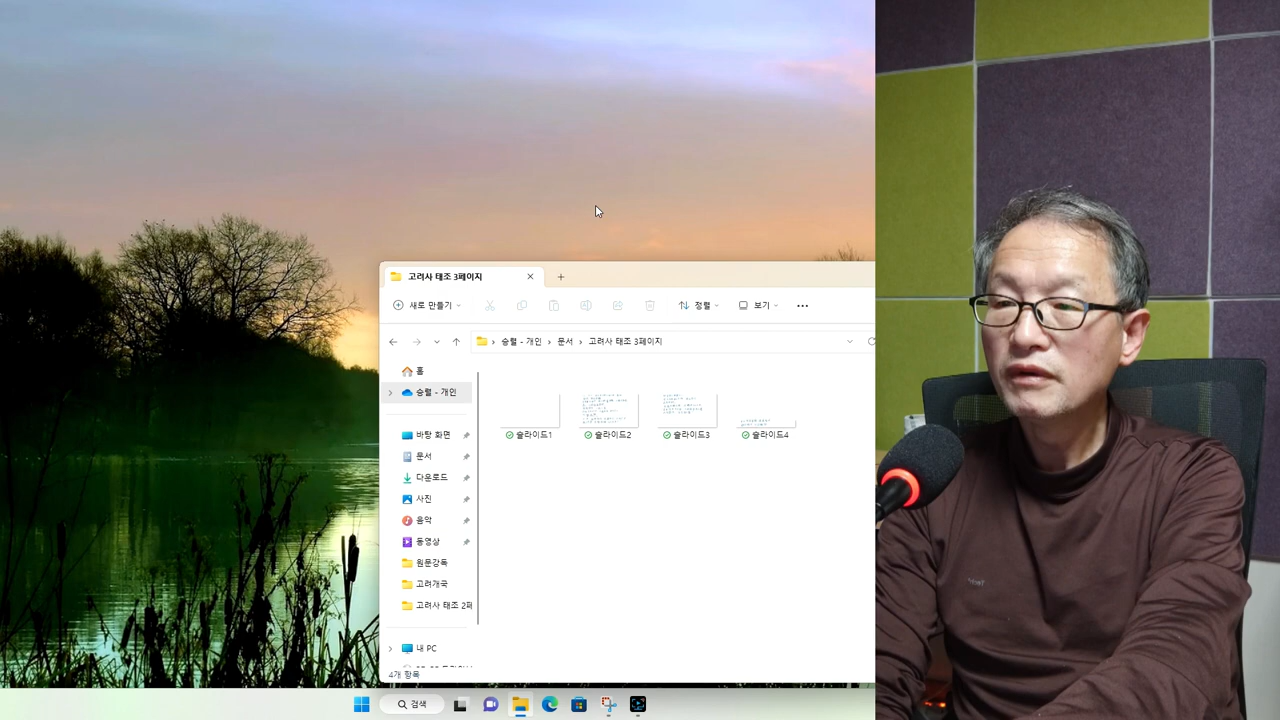 고려사 태조 3페이지
새로 만들기
정렬
보기
승렬 - 개인 > 문서 > 고려사 태조 3페이지
홈
승렬 - 개인
바탕 화면
문서
다운로드
사진
음악
동영상
원문강독
고려개국
고려사 태조 2페
내 PC
슬라이드1
슬라이드2
슬라이드3
슬라이드4
4개 항목
검색